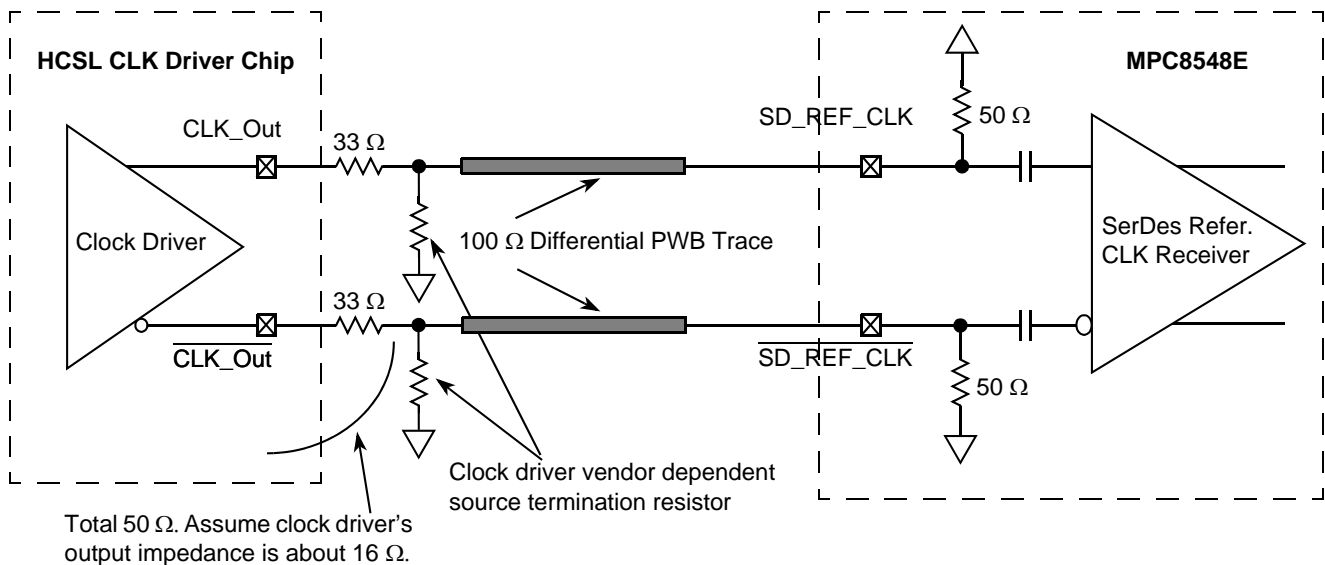 HCSL CLK Driver Chip
MPC8548E
CLK_Out
33 Ω
SD_REF_CLK
50 Ω
Clock Driver
100 Ω Differential PWB Trace
SerDes Refer.
CLK Receiver
33 Ω
CLK_Out
SD_REF_CLK
50 Ω
Clock driver vendor dependent
source termination resistor
Total 50 Ω. Assume clock driver's
output impedance is about 16 Ω.